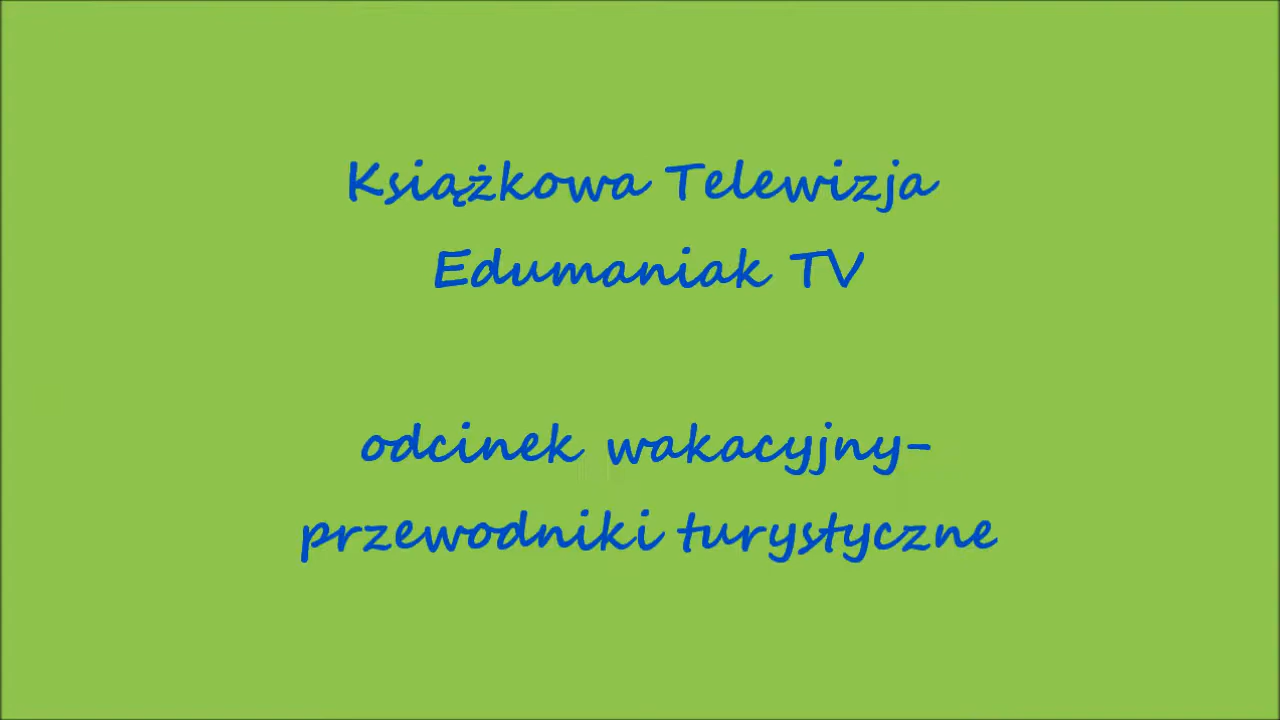 Książkowa Telewizja
Edumaniak TV
odcinek wakacyjny-
przewodniki turystyczne